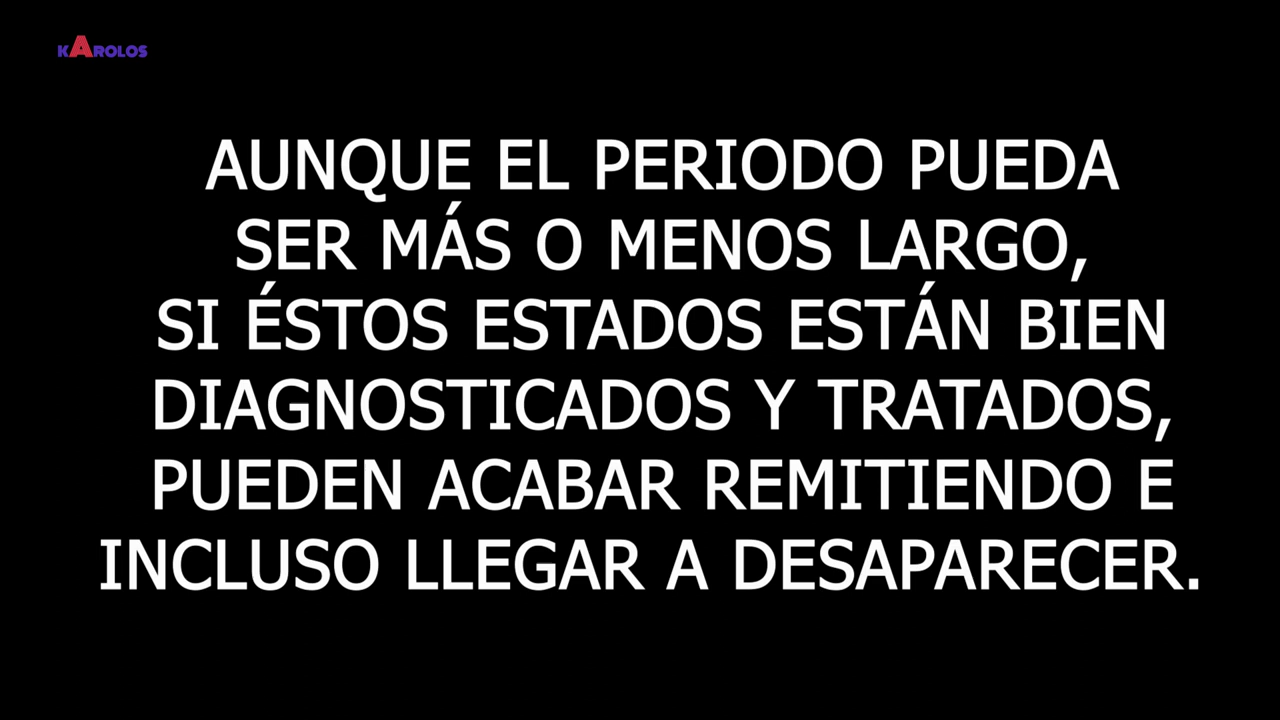 KAROLOS
AUNQUE EL PERIODO PUEDA
SER MÁS O MENOS LARGO,
SI ÉSTOS ESTADOS ESTÁN BIEN
DIAGNOSTICADOS Y TRATADOS,
PUEDEN ACABAR REMITIENDO E
INCLUSO LLEGAR A DESAPARECER.